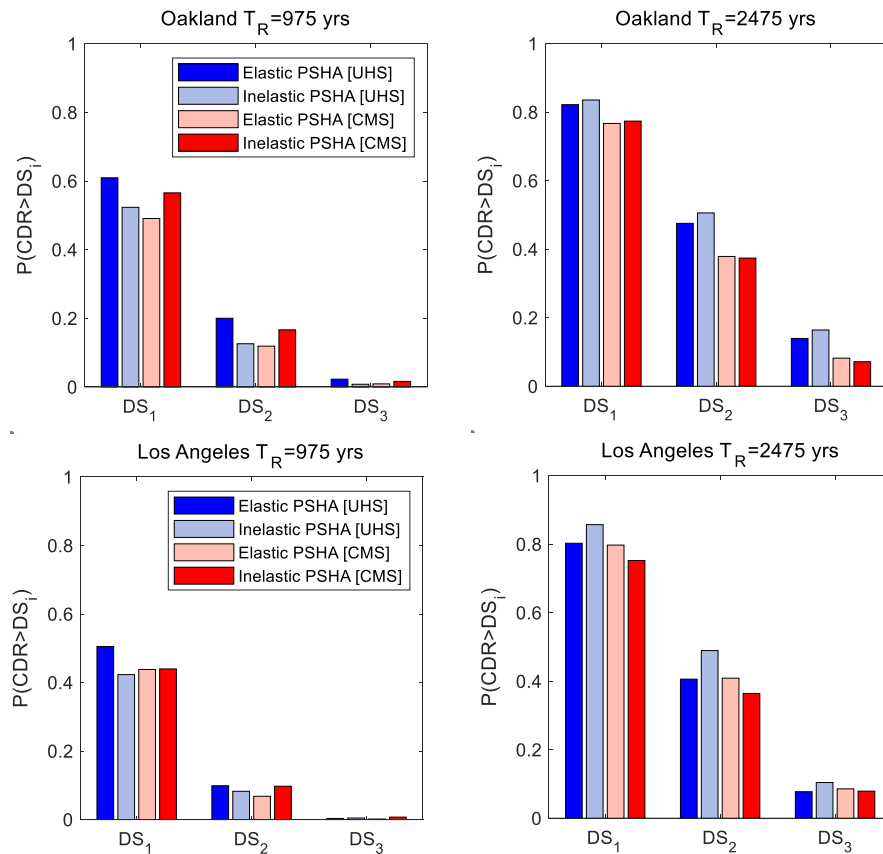 Oakland T_R=975 yrs
1
0.8
0.6
0.4
0.2
0
P(CDR>DS_i)
Elastic PSHA [UHS]
Inelastic PSHA [UHS]
Elastic PSHA [CMS]
Inelastic PSHA [CMS]
DS_1
DS_2
DS_3
Oakland T_R=2475 yrs
1
0.8
0.6
0.4
0.2
0
P(CDR>DS_i)
DS_1
DS_2
DS_3
Los Angeles T_R=975 yrs
1
0.8
0.6
0.4
0.2
0
P(CDR>DS_i)
Elastic PSHA [UHS]
Inelastic PSHA [UHS]
Elastic PSHA [CMS]
Inelastic PSHA [CMS]
DS_1
DS_2
DS_3
Los Angeles T_R=2475 yrs
1
0.8
0.6
0.4
0.2
0
P(CDR>DS_i)
DS_1
DS_2
DS_3